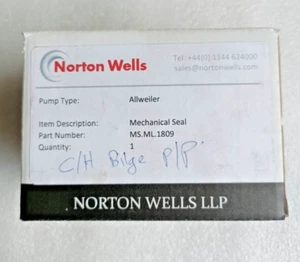 Norton Wells
Tel: +44(0)1344 624000
sales@nortonwells.com
Pump Type: Allweiler
Item Description: Mechanical Seal
Part Number: MS.ML.1809
Quantity: 1
C/H Bilge P/P
NORTON WELLS LLP